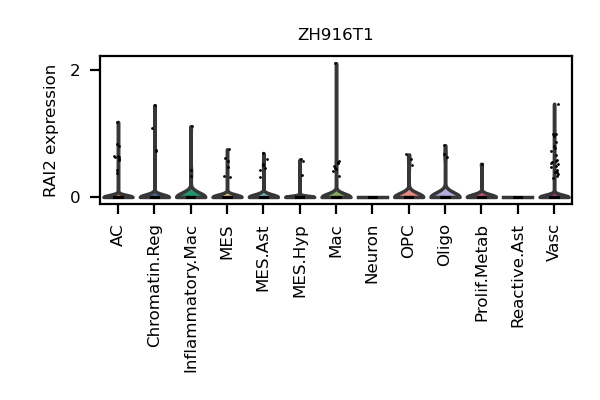 ZH916T1
RAI2 expression
2
0
AC
Chromatin.Reg
Inflammatory.Mac
MES
MES.Ast
MES.Hyp
Mac
Neuron
OPC
Oligo
Prolif.Metab
Reactive.Ast
Vasc